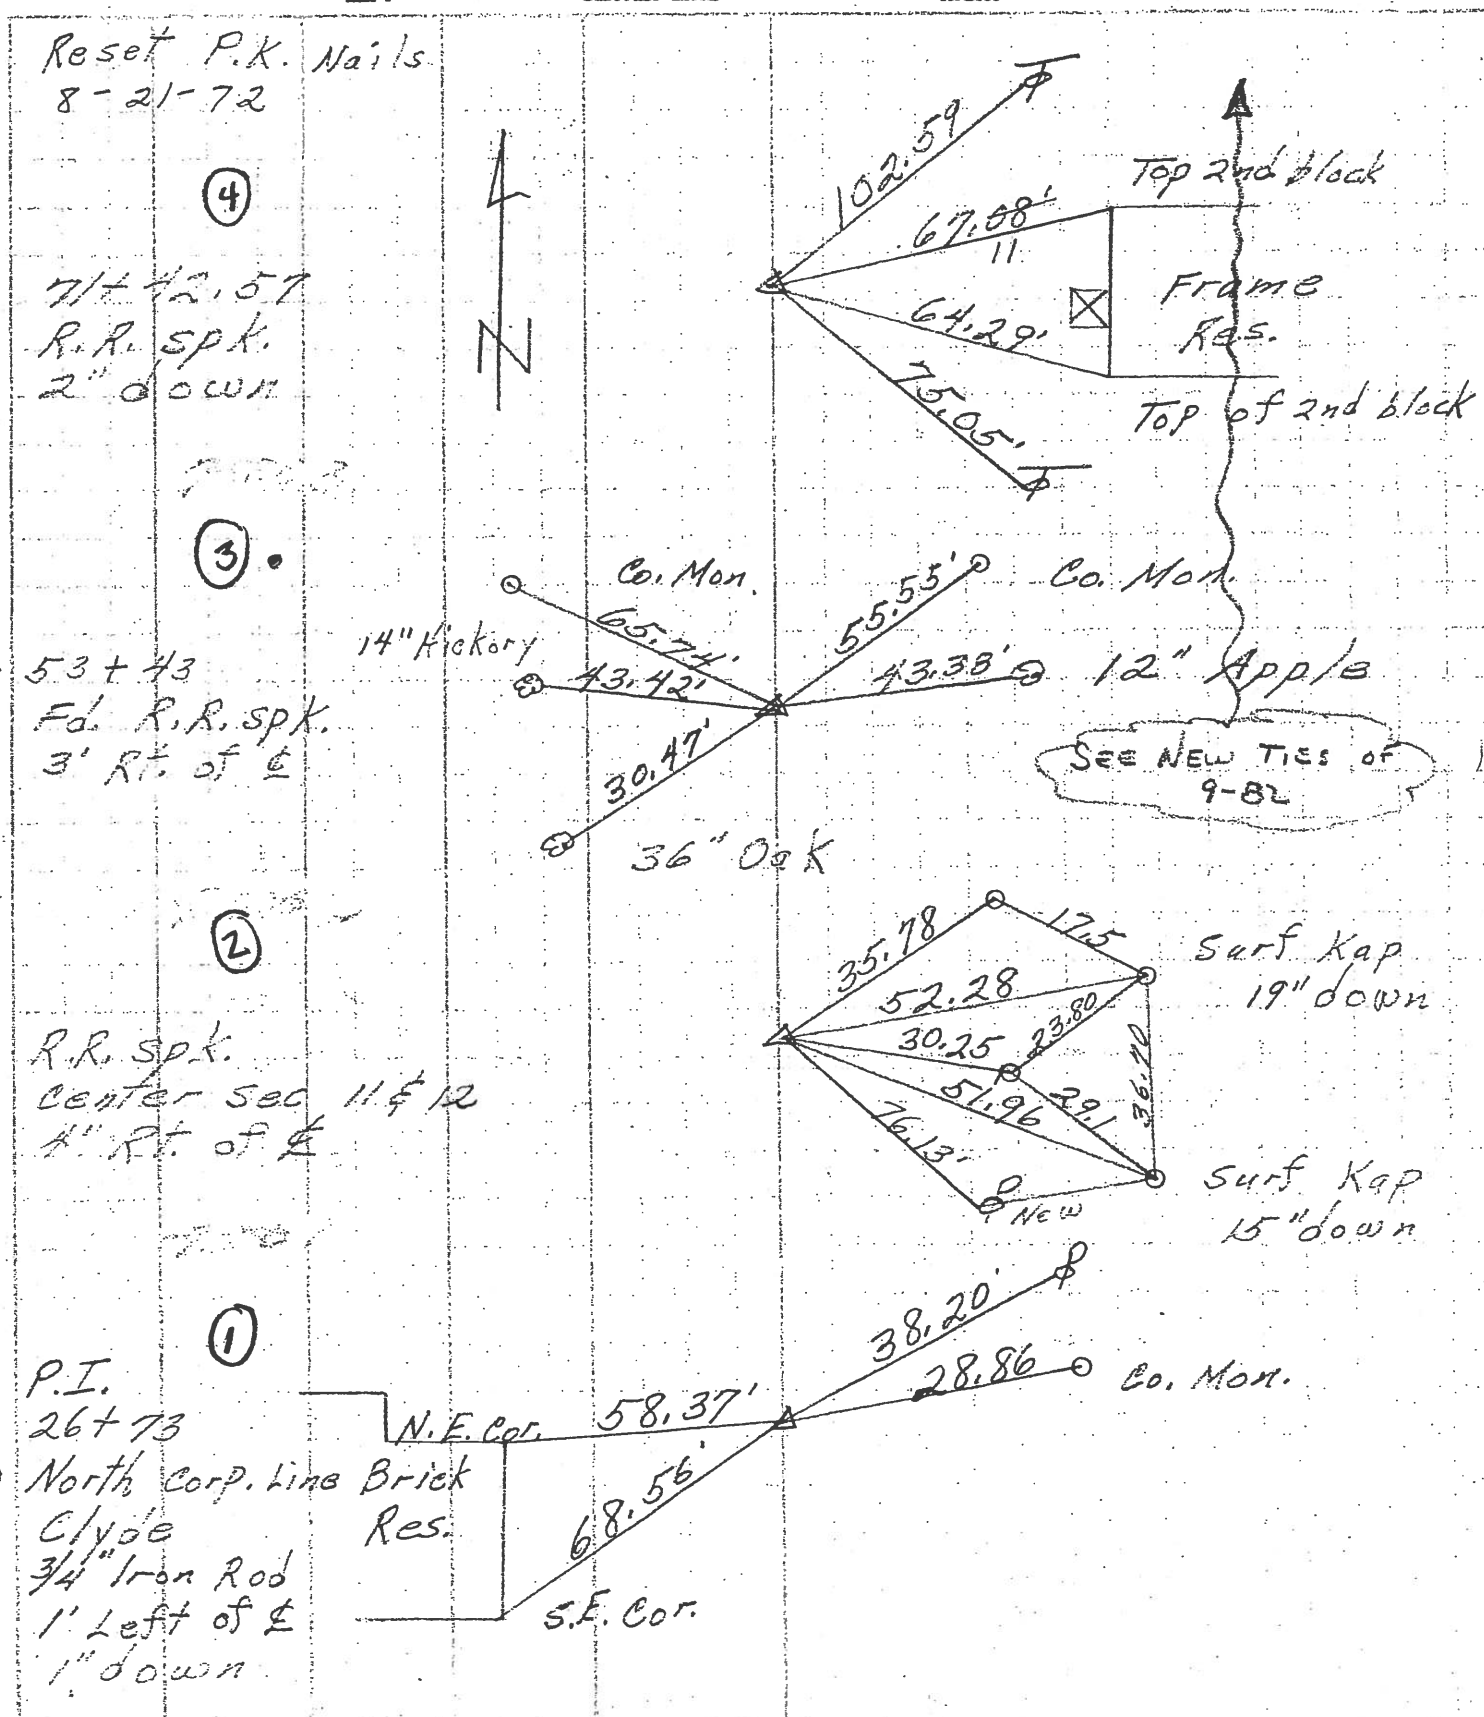 Reset P.K. Nails
8-21-72
4
71+42.57
R.R. spk.
2" down
N
102.59
67.08'
11
64.29'
75.05'
Top 2nd block
Frame
Res.
Top of 2nd block
3
53+43
Fd. R.R. spk.
3' Rt. of ℄
Co. Mon.
65.74'
14" Hickory
43.42'
30.47'
36" Oak
55.55'
Co. Mon.
43.33'
12" Apple
SEE NEW TIES OF
9-82
2
R.R. spk.
Center Sec 11 & 12
4" Rt. of ℄
35.78
17.5
52.28
30.25
23.80
51.96
29.1
36.70
76.13'
NEW
Surf Kap
19" down
Surf Kap
15" down
1
P.I.
26+73
North Corp. Line
Clyde
3/4" Iron Rod
1' Left of ℄
1" down
Brick
Res.
N.E. Cor.
58.37'
68.56'
S.E. Cor.
38.20'
28.86
Co. Mon.